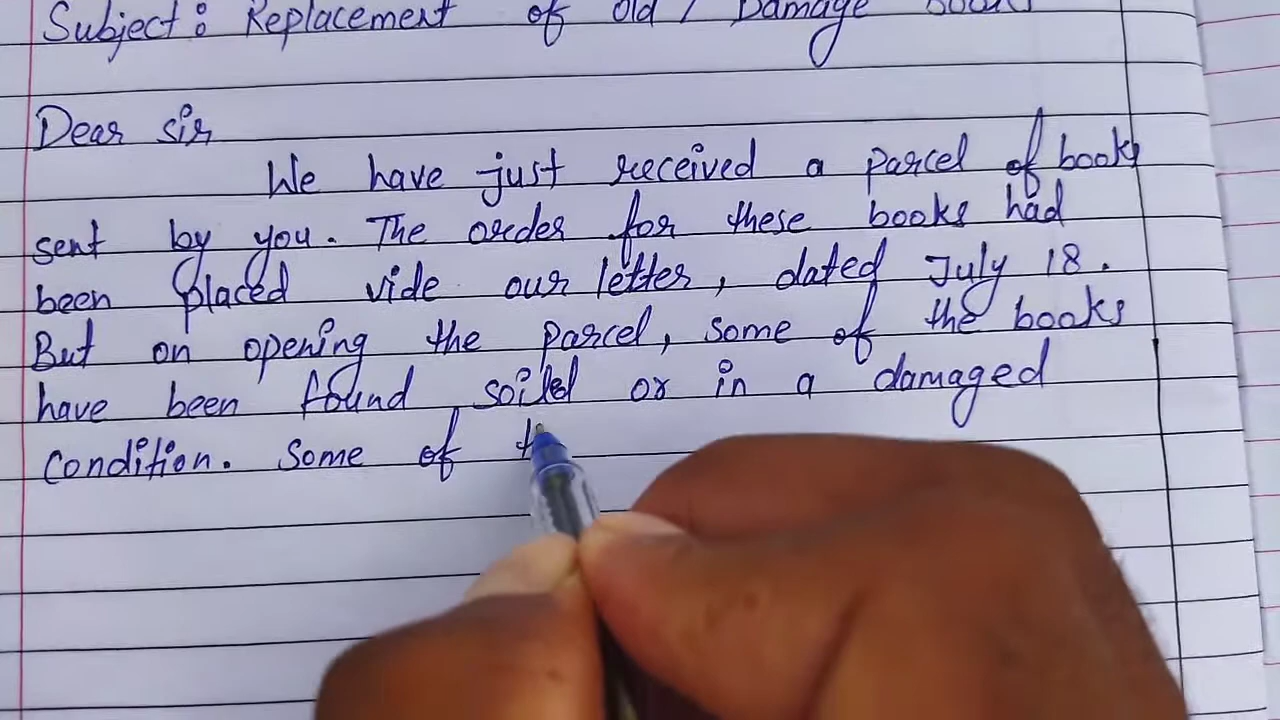 Subject: Replacement of old / Damage books
Dear sir
We have just received a parcel of books
sent by you. The order for these books had
been placed vide our letter, dated July 18.
But on opening the parcel, some of the books
have been found soiled or in a damaged
condition. Some of t